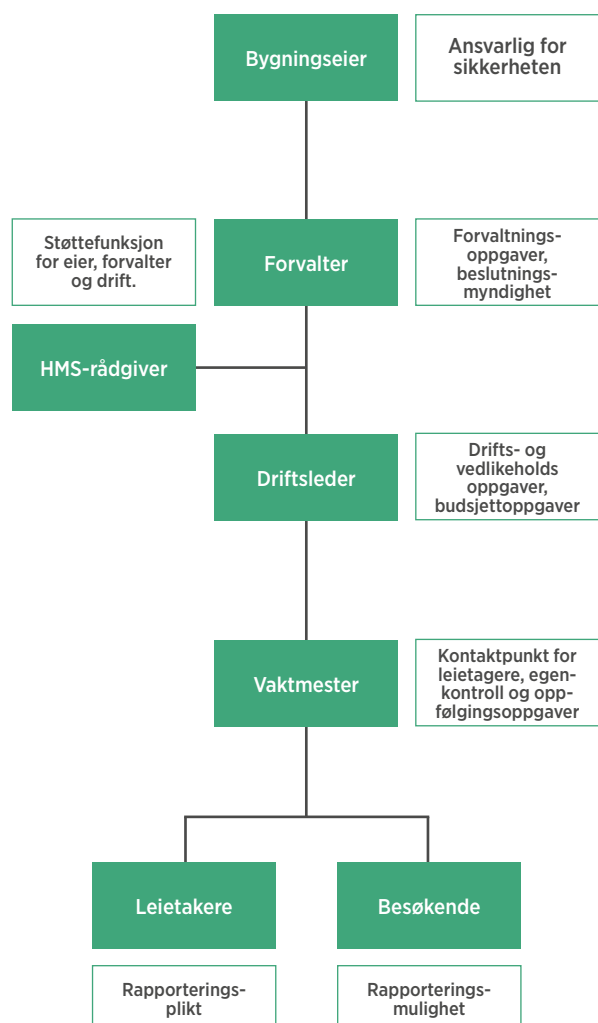 Bygningseier
Ansvarlig for
sikkerheten
Støttefunksjon
for eier, forvalter
og drift.
Forvalter
Forvaltnings-
oppgaver,
beslutnings-
myndighet
HMS-rådgiver
Driftsleder
Drifts- og
vedlikeholds
oppgaver,
budsjettoppgaver
Vaktmester
Kontaktpunkt for
leietagere, egen-
kontroll og opp-
følgingsoppgaver
Leietakere
Besøkende
Rapporterings-
plikt
Rapporterings-
mulighet